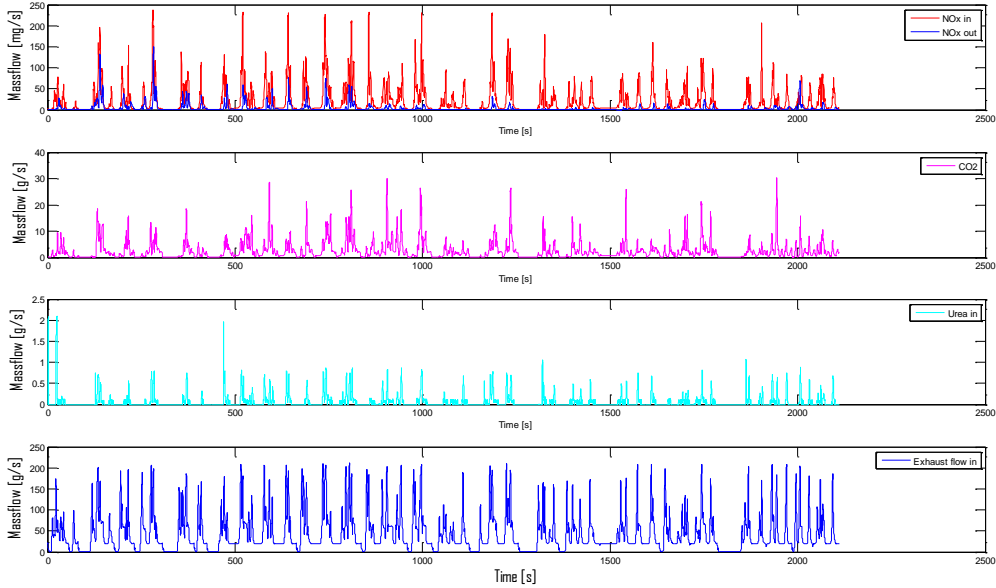 Massflow [mg/s]
250
200
150
100
50
0
NOx in
NOx out
0 500 1000 1500 2000 2500
Time [s]
Massflow [g/s]
40
30
20
10
0
CO2
0 500 1000 1500 2000 2500
Time [s]
Massflow [g/s]
2.5
2
1.5
1
0.5
0
Urea in
0 500 1000 1500 2000 2500
Time [s]
Massflow [g/s]
250
200
150
100
50
0
Exhaust flow in
0 500 1000 1500 2000 2500
Time [s]